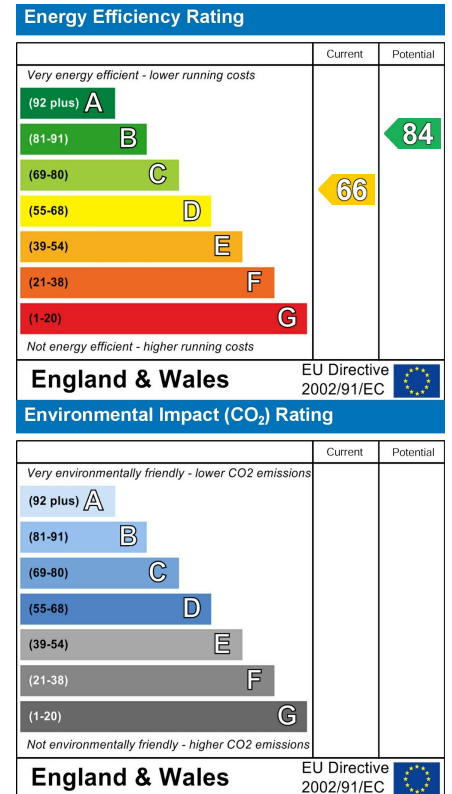 Energy Efficiency Rating
Current Potential
Very energy efficient - lower running costs
(92 plus) A
(81-91) B
84
(69-80) C
66
(55-68) D
(39-54) E
(21-38) F
(1-20) G
Not energy efficient - higher running costs
England & Wales
EU Directive
2002/91/EC
Environmental Impact (CO₂) Rating
Current Potential
Very environmentally friendly - lower CO2 emissions
(92 plus) A
(81-91) B
(69-80) C
(55-68) D
(39-54) E
(21-38) F
(1-20) G
Not environmentally friendly - higher CO2 emissions
England & Wales
EU Directive
2002/91/EC